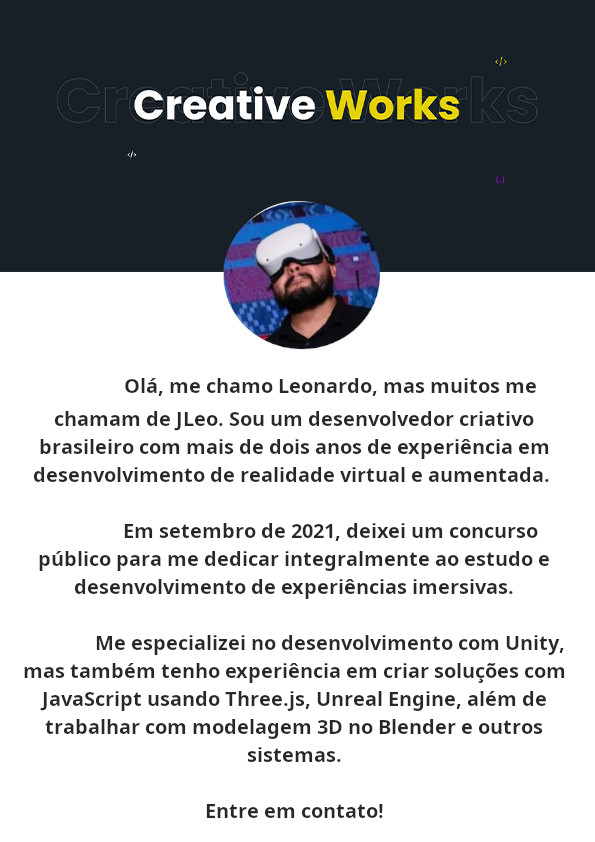 </>
Creative Works
Creative Works
</>
Olá, me chamo Leonardo, mas muitos me
chamam de JLeo. Sou um desenvolvedor criativo
brasileiro com mais de dois anos de experiência em
desenvolvimento de realidade virtual e aumentada.
Em setembro de 2021, deixei um concurso
público para me dedicar integralmente ao estudo e
desenvolvimento de experiências imersivas.
Me especializei no desenvolvimento com Unity,
mas também tenho experiência em criar soluções com
JavaScript usando Three.js, Unreal Engine, além de
trabalhar com modelagem 3D no Blender e outros
sistemas.
Entre em contato!